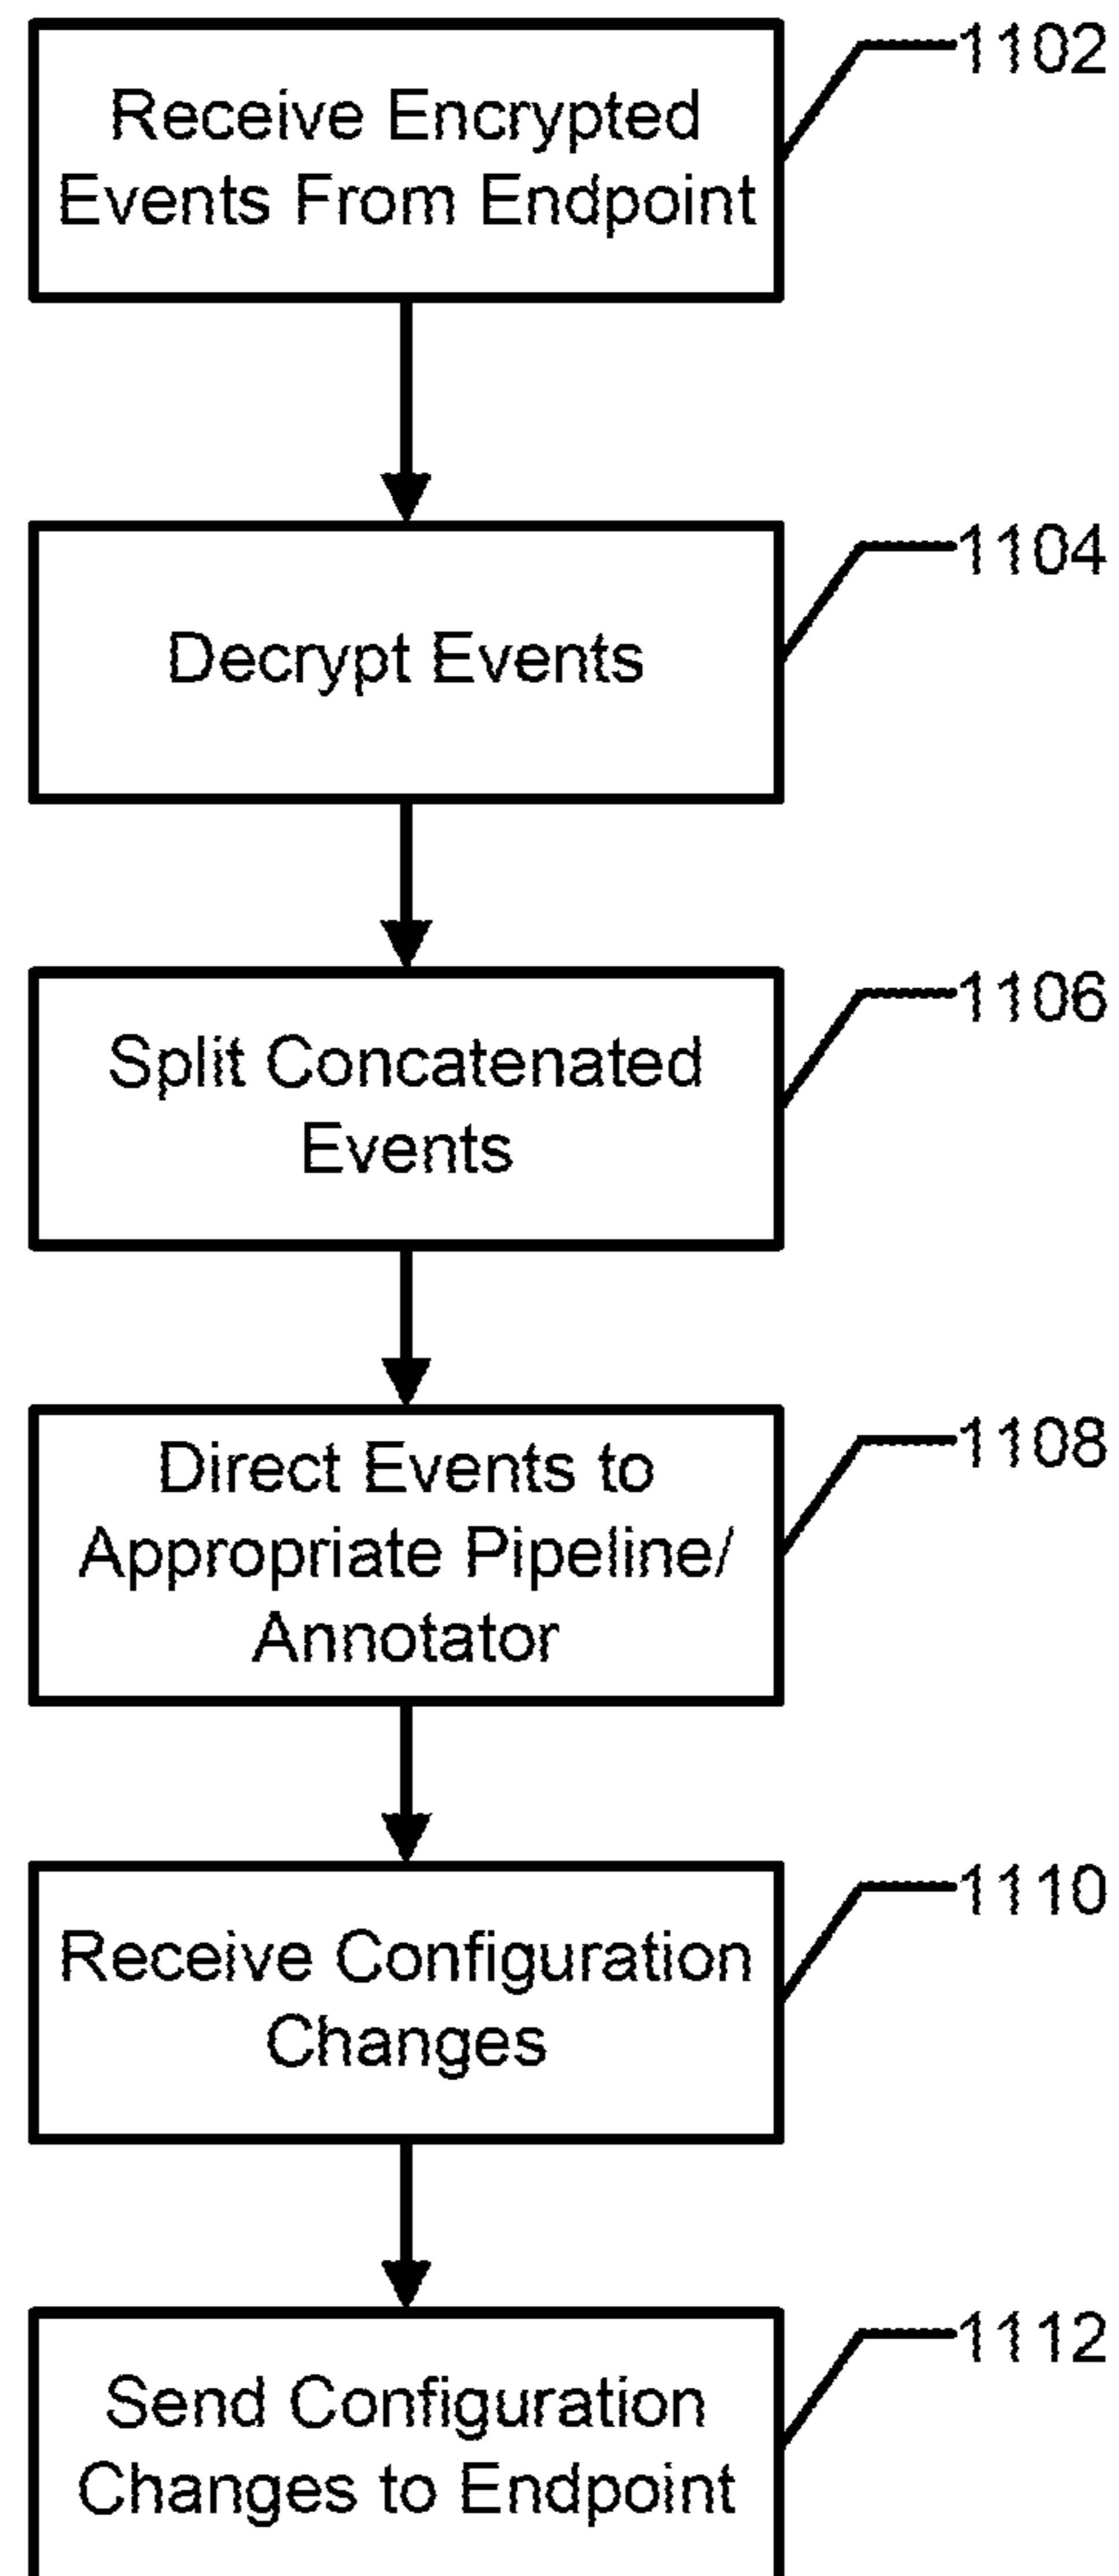 1102
Receive Encrypted
Events From Endpoint
1104
Decrypt Events
1106
Split Concatenated
Events
1108
Direct Events to
Appropriate Pipeline/
Annotator
1110
Receive Configuration
Changes
1112
Send Configuration
Changes to Endpoint